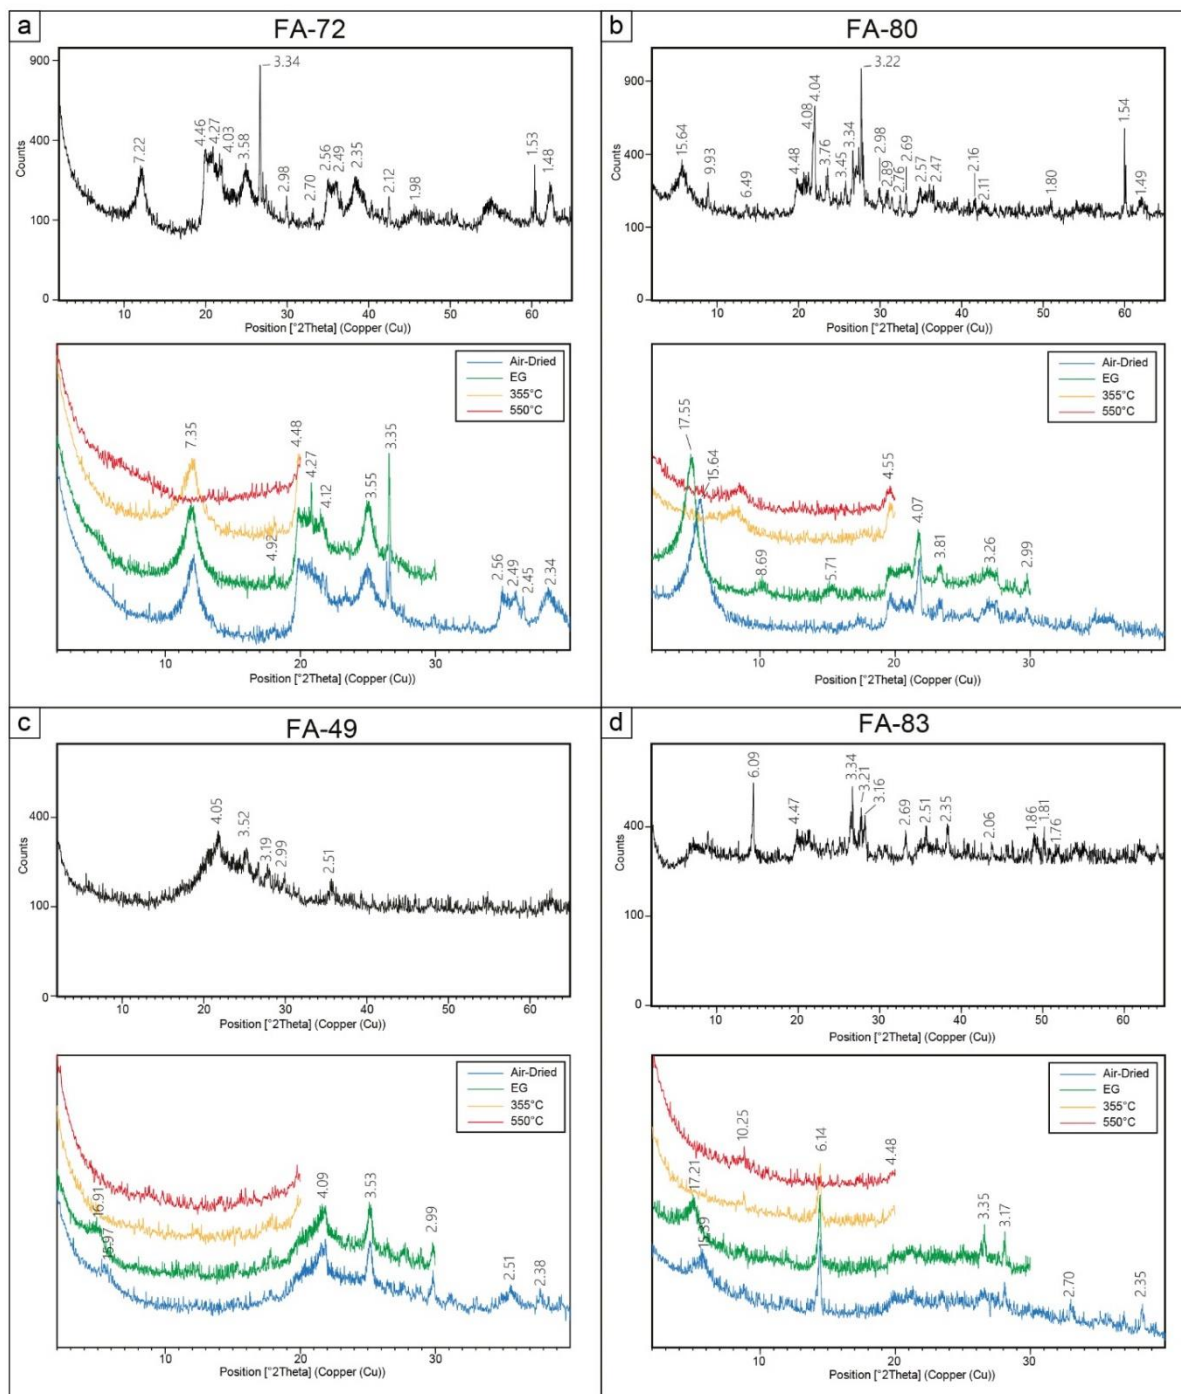 a
FA-72
900
400
100
0
Counts
7.22
4.46
4.27
4.03
3.58
3.34
2.98
2.70
2.56
2.49
2.35
2.12
1.98
1.53
1.48
10 20 30 40 50 60
Position [°2Theta] (Copper (Cu))
Air-Dried
EG
355°C
550°C
7.35
4.92
4.48
4.27
4.12
3.55
3.35
2.56
2.49
2.45
2.34
10 20 30
Position [°2Theta] (Copper (Cu))
b
FA-80
900
400
100
0
Counts
15.64
9.93
6.49
4.48
4.08
4.04
3.76
3.45
3.34
3.22
2.98
2.89
2.76
2.69
2.57
2.47
2.16
2.11
1.80
1.54
1.49
10 20 30 40 50 60
Position [°2Theta] (Copper (Cu))
Air-Dried
EG
355°C
550°C
17.55
15.64
8.69
5.71
4.55
4.07
3.81
3.26
2.99
10 20 30
Position [°2Theta] (Copper (Cu))
c
FA-49
400
100
0
Counts
4.05
3.52
3.19
2.99
2.51
10 20 30 40 50 60
Position [°2Theta] (Copper (Cu))
Air-Dried
EG
355°C
550°C
16.91
15.97
4.09
3.53
2.99
2.51
2.38
10 20 30
Position [°2Theta] (Copper (Cu))
d
FA-83
400
100
0
Counts
6.09
4.47
3.34
3.21
3.16
2.69
2.51
2.35
2.06
1.86
1.81
1.76
10 20 30 40 50 60
Position [°2Theta] (Copper (Cu))
Air-Dried
EG
355°C
550°C
17.21
15.39
10.25
6.14
4.48
3.35
3.17
2.70
2.35
10 20 30
Position [°2Theta] (Copper (Cu))